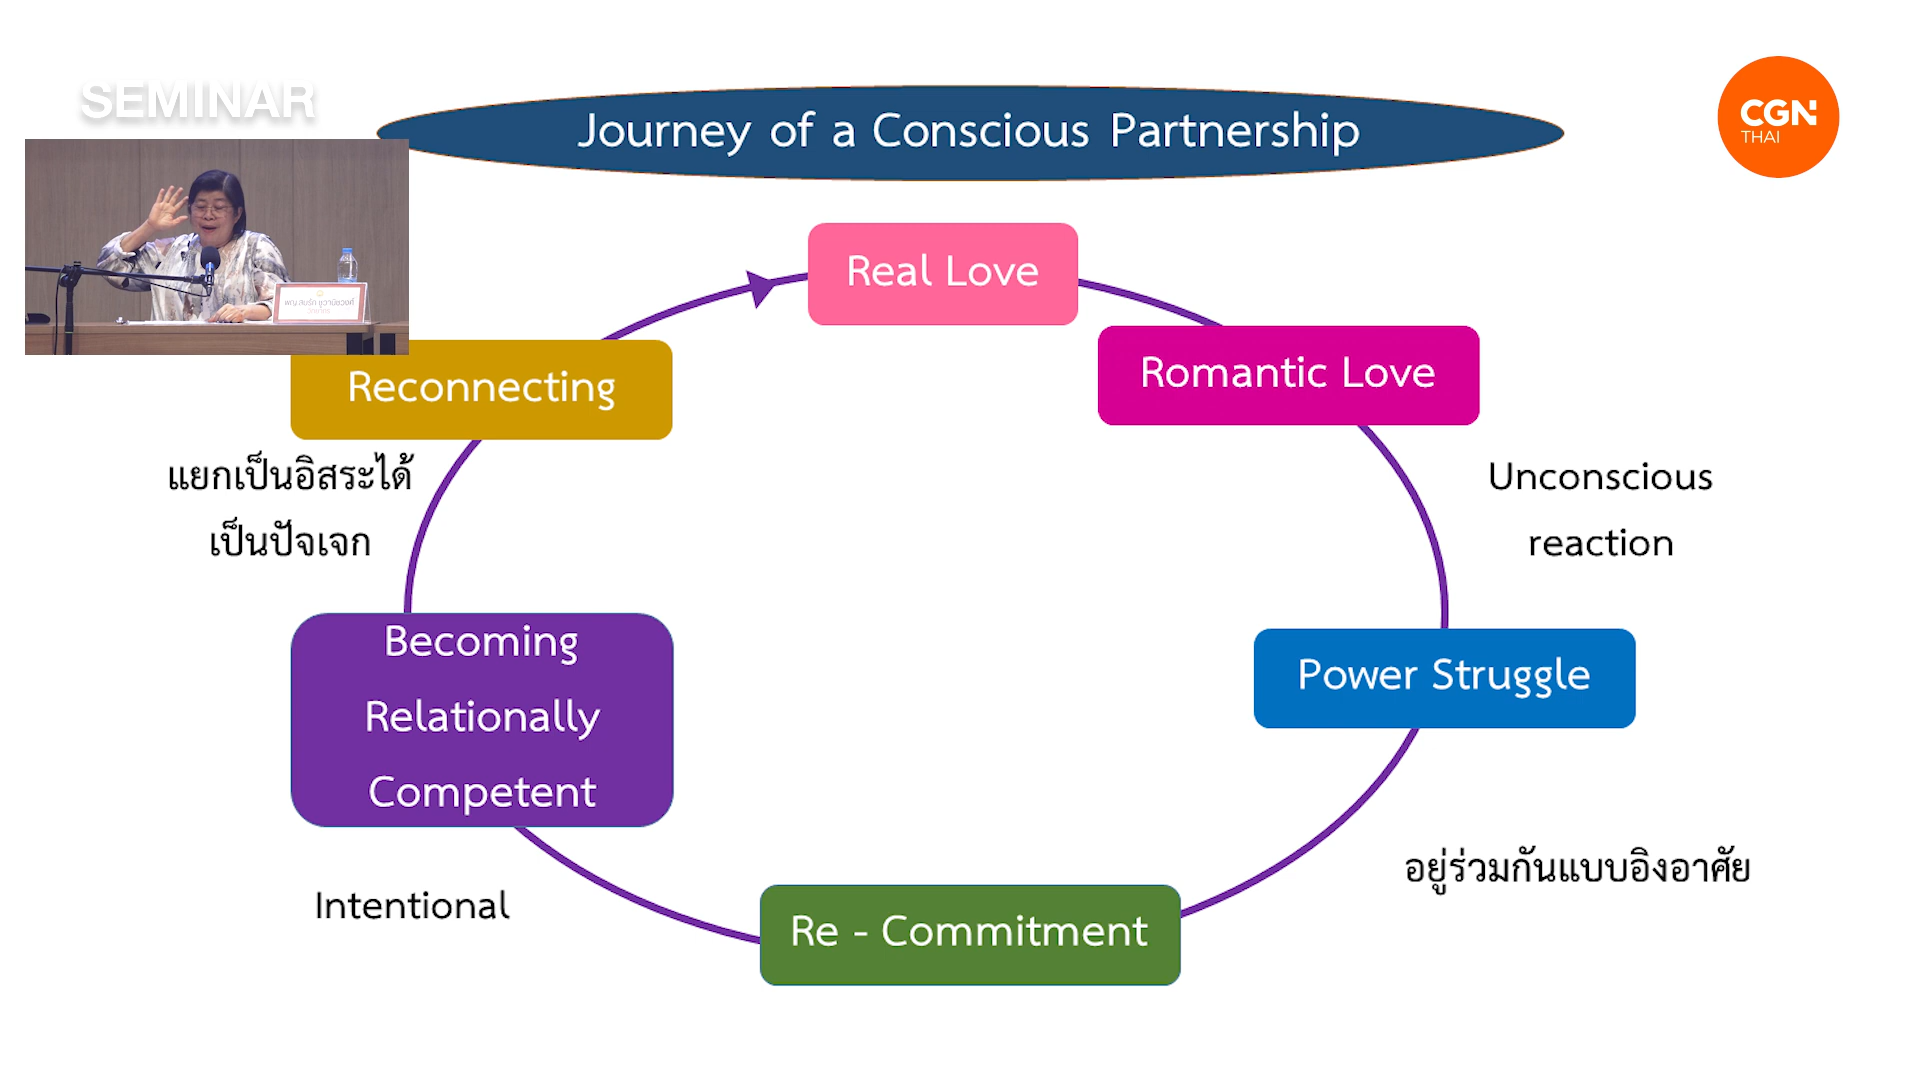 SEMINAR
Journey of a Conscious Partnership
CGN
THAI
Real Love
Romantic Love
Reconnecting
แยกเป็นอิสระได้
เป็นปัจเจก
Unconscious
reaction
Becoming
Relationally
Competent
Power Struggle
อยู่ร่วมกันแบบอิงอาศัย
Intentional
Re - Commitment